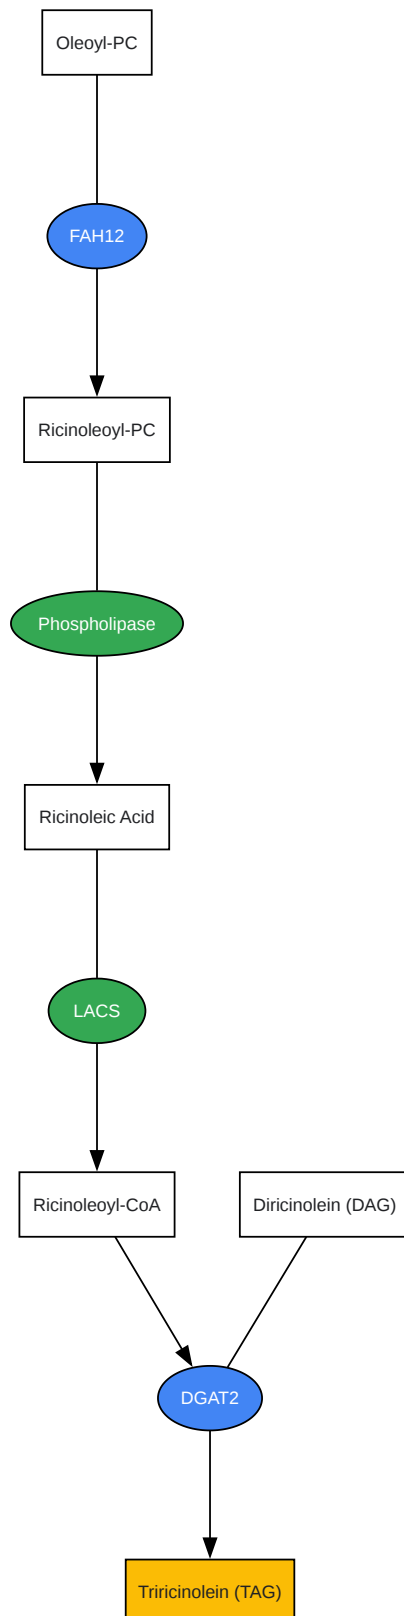 Oleoyl-PC
FAH12
Ricinoleoyl-PC
Phospholipase
Ricinoleic Acid
LACS
Ricinoleoyl-CoA
Diricinolein (DAG)
DGAT2
Triricinolein (TAG)